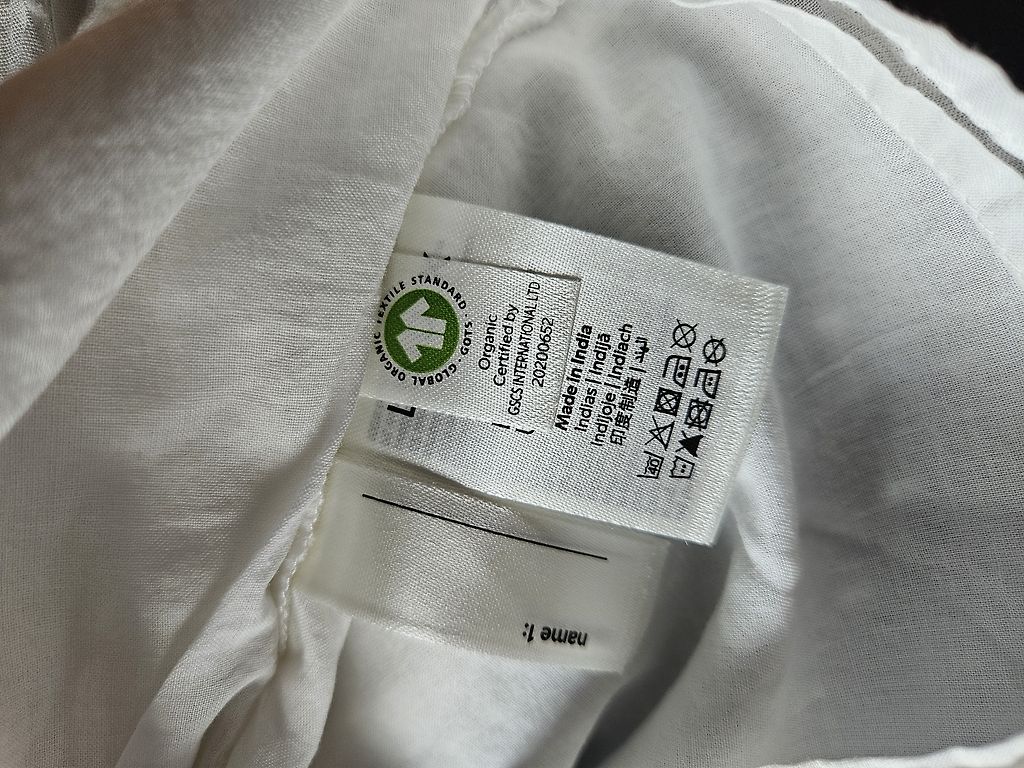 GLOBAL ORGANIC TEXTILE STANDARD · GOTS ·
Organic
Certified by
GSCS INTERNATIONAL LTD
20200652
Made in India
Indias | Indijā
Indijoje | Indiach
印度制造 | الهند
40
name 1: